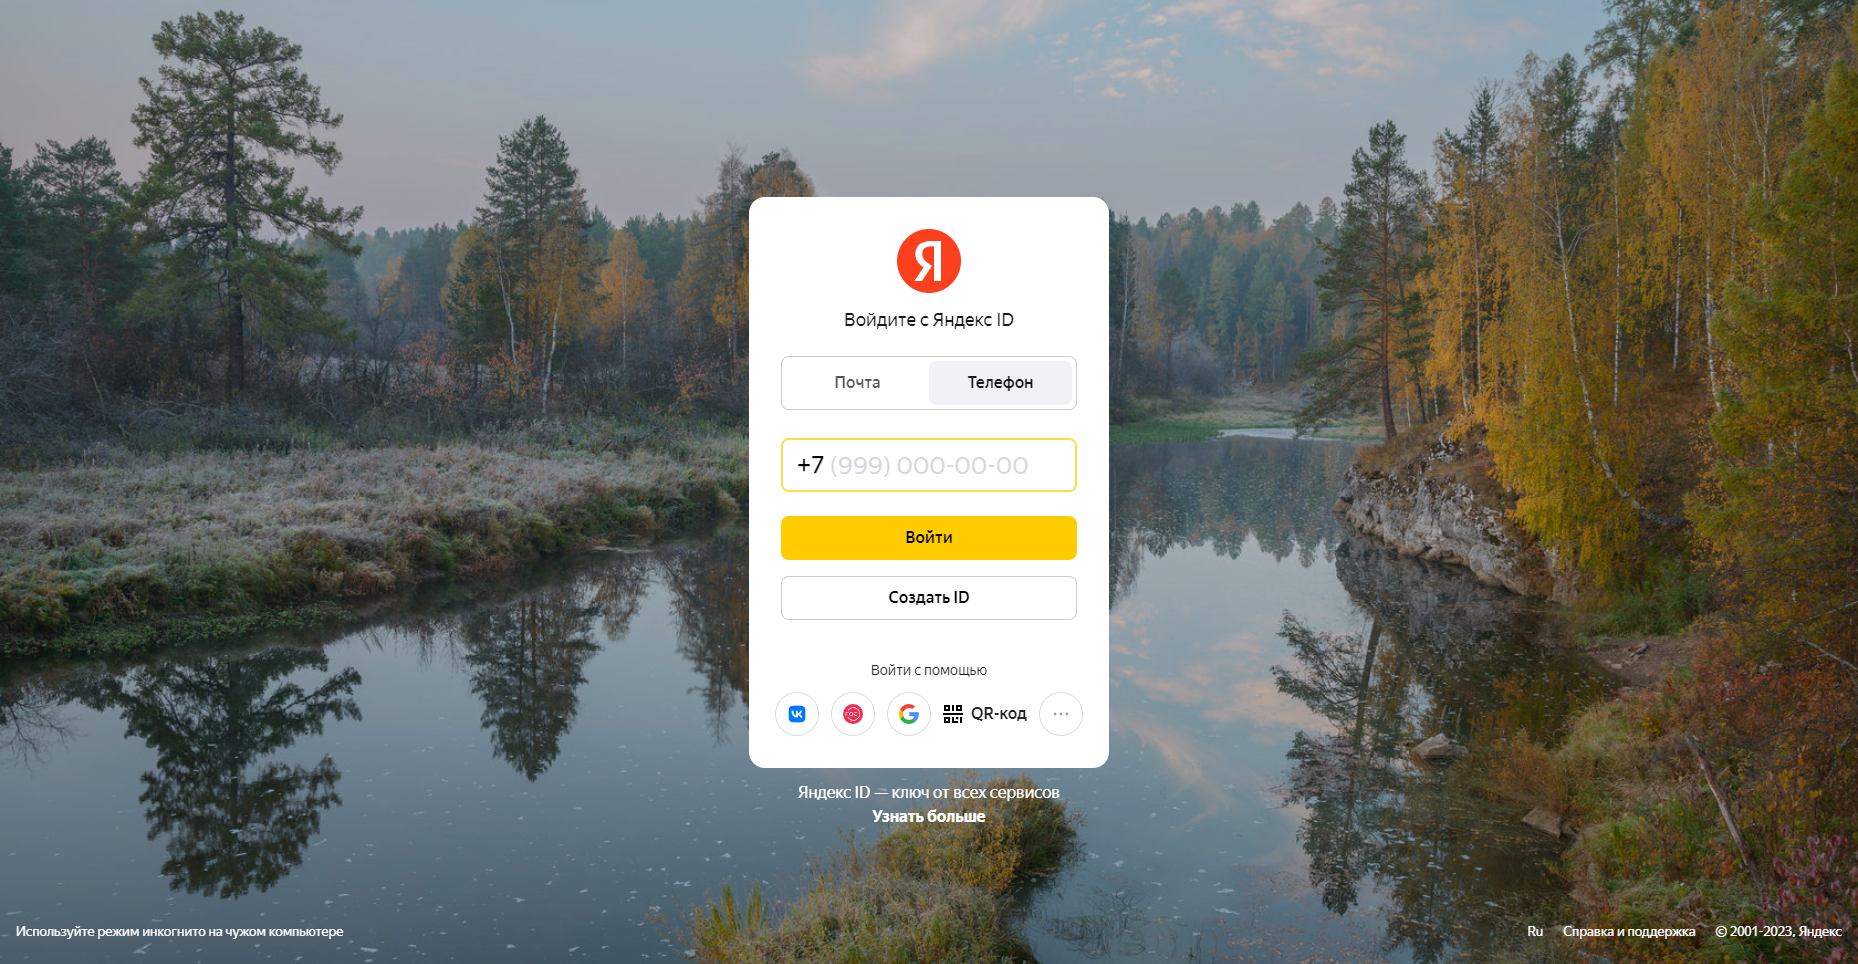 Я
Войдите с Яндекс ID
Почта Телефон
+7 (999) 000-00-00
Войти
Создать ID
Войти с помощью
гос G QR-код
Яндекс ID — ключ от всех сервисов
Узнать больше
Используйте режим инкогнито на чужом компьютере Ru Справка и поддержка © 2001-2023, Яндекс